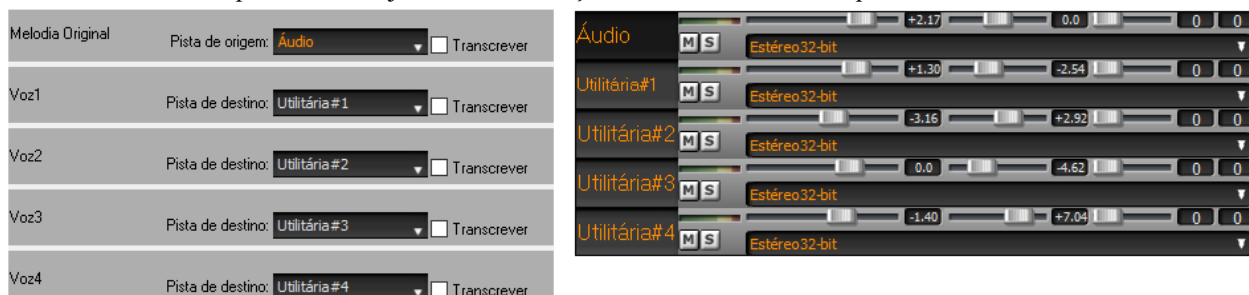 Melodia Original
Pista de origem: Áudio Transcrever
Voz1
Pista de destino: Utilitária#1 Transcrever
Voz2
Pista de destino: Utilitária#2 Transcrever
Voz3
Pista de destino: Utilitária#3 Transcrever
Voz4
Pista de destino: Utilitária#4 Transcrever
Áudio M S +2.17 0.0 0 0
Estéreo32-bit
Utilitária#1 M S +1.30 -2.54 0 0
Estéreo32-bit
Utilitária#2 M S -3.16 +2.92 0 0
Estéreo32-bit
Utilitária#3 M S 0.0 -4.62 0 0
Estéreo32-bit
Utilitária#4 M S -1.40 +7.04 0 0
Estéreo32-bit